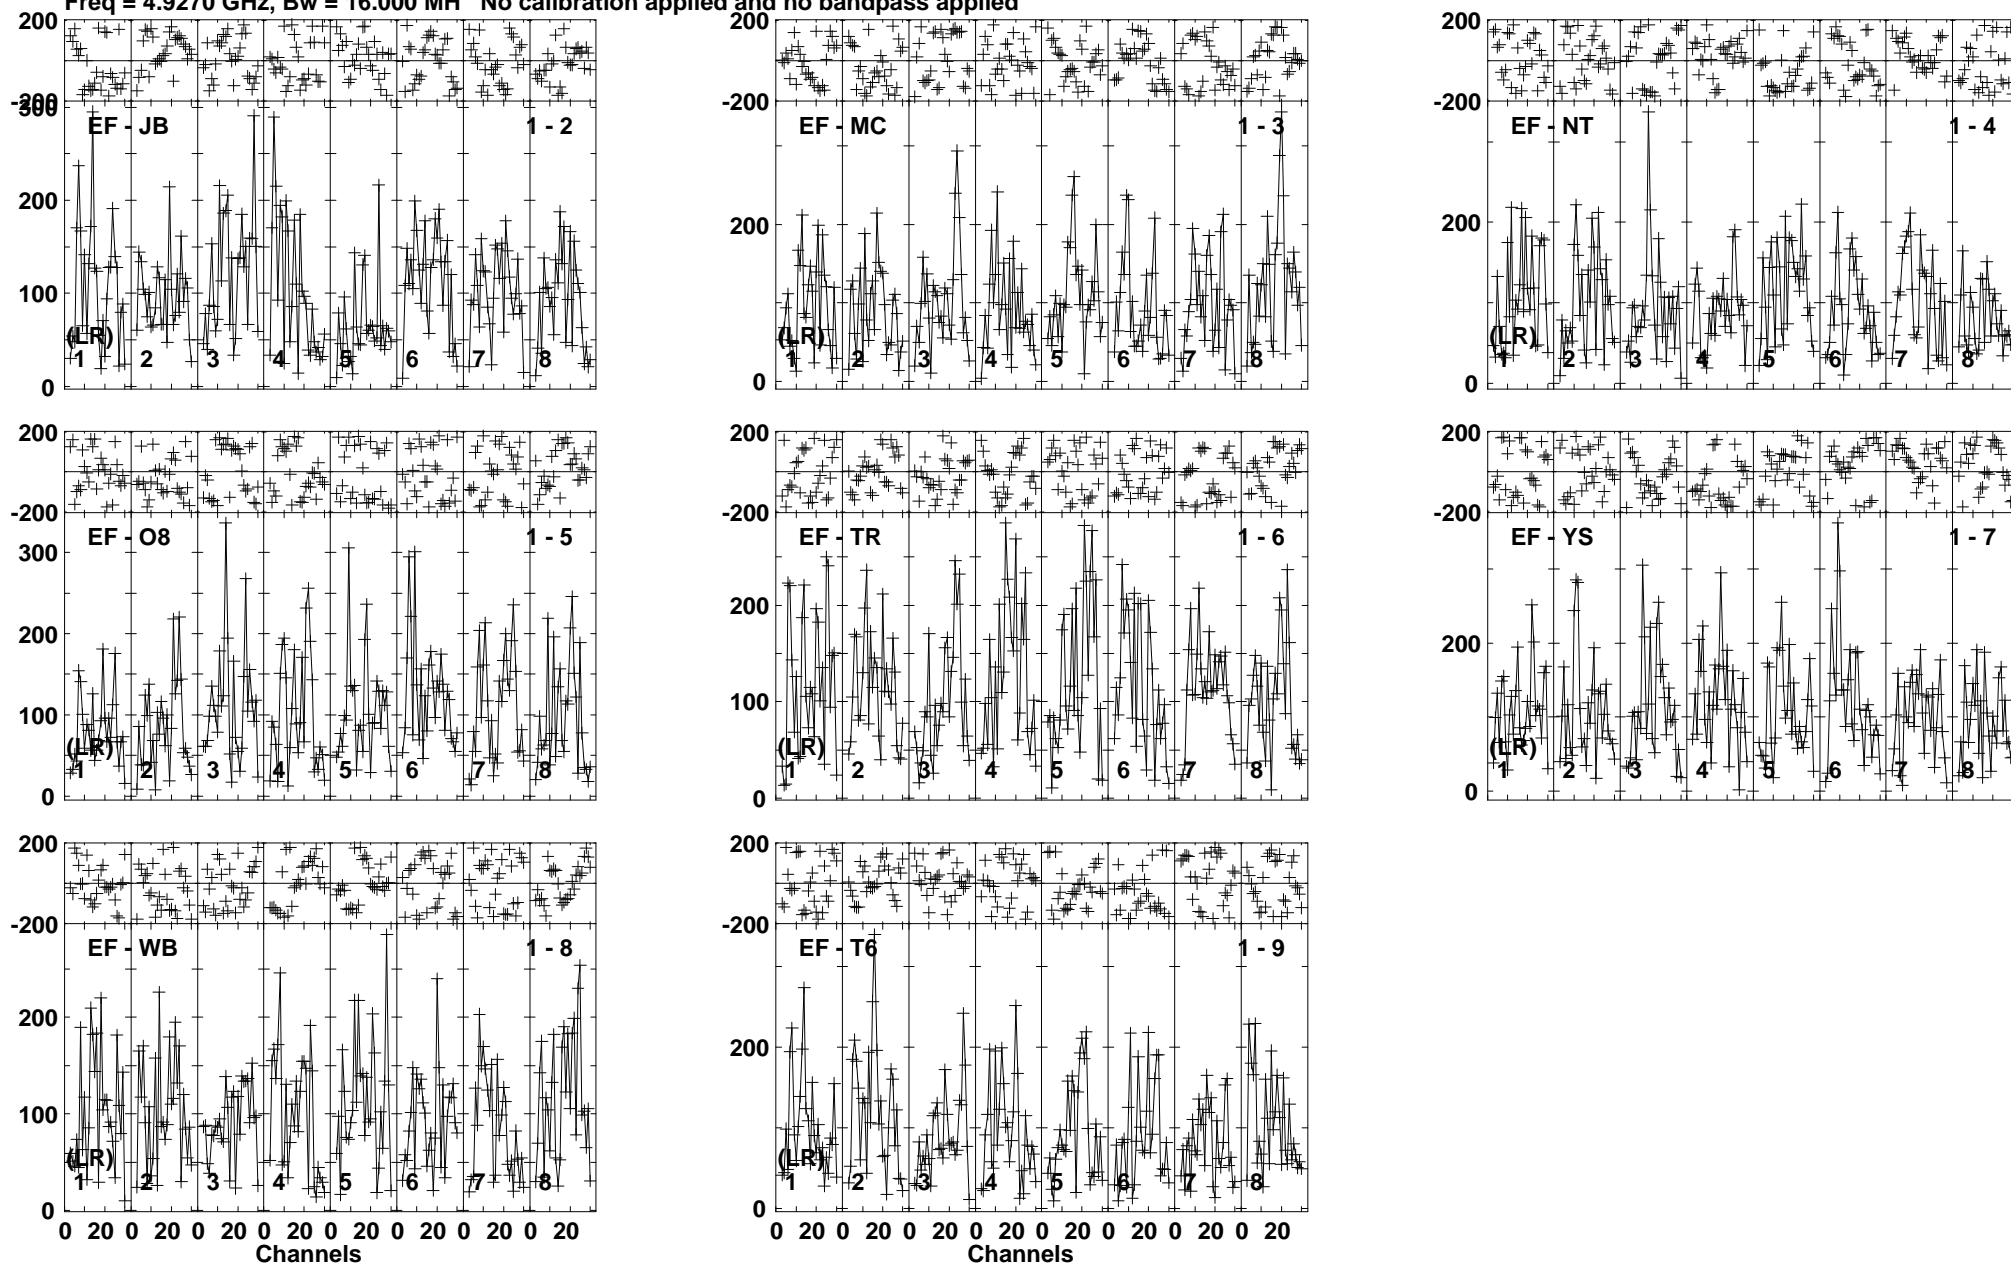 Freq = 4.9270 GHz, Bw = 16.000 MH No calibration applied and no bandpass applied
200 200 200
-200 -200 -200
300
EF - JB 1 - 2 EF - MC 1 - 3 EF - NT 1 - 4
200 200 200
100
(LR) (LR) (LR)
1 2 3 4 5 6 7 8 1 2 3 4 5 6 7 8 1 2 3 4 5 6 7 8
0 0 0
200 200 200
-200 -200 -200
EF - O8 1 - 5 EF - TR 1 - 6 EF - YS 1 - 7
300
200 200 200
100 100
(LR) (LR) (LR)
1 2 3 4 5 6 7 8 1 2 3 4 5 6 7 8 1 2 3 4 5 6 7 8
0 0 0
200 200
-200 -200
EF - WB 1 - 8 EF - T6 1 - 9
200 200
100
(LR) (LR)
1 2 3 4 5 6 7 8 1 2 3 4 5 6 7 8
0 0
0 20 0 20 0 20 0 20 0 20 0 20 0 20 0 20 0 20 0 20 0 20 0 20 0 20 0 20 0 20 0 20
Channels Channels